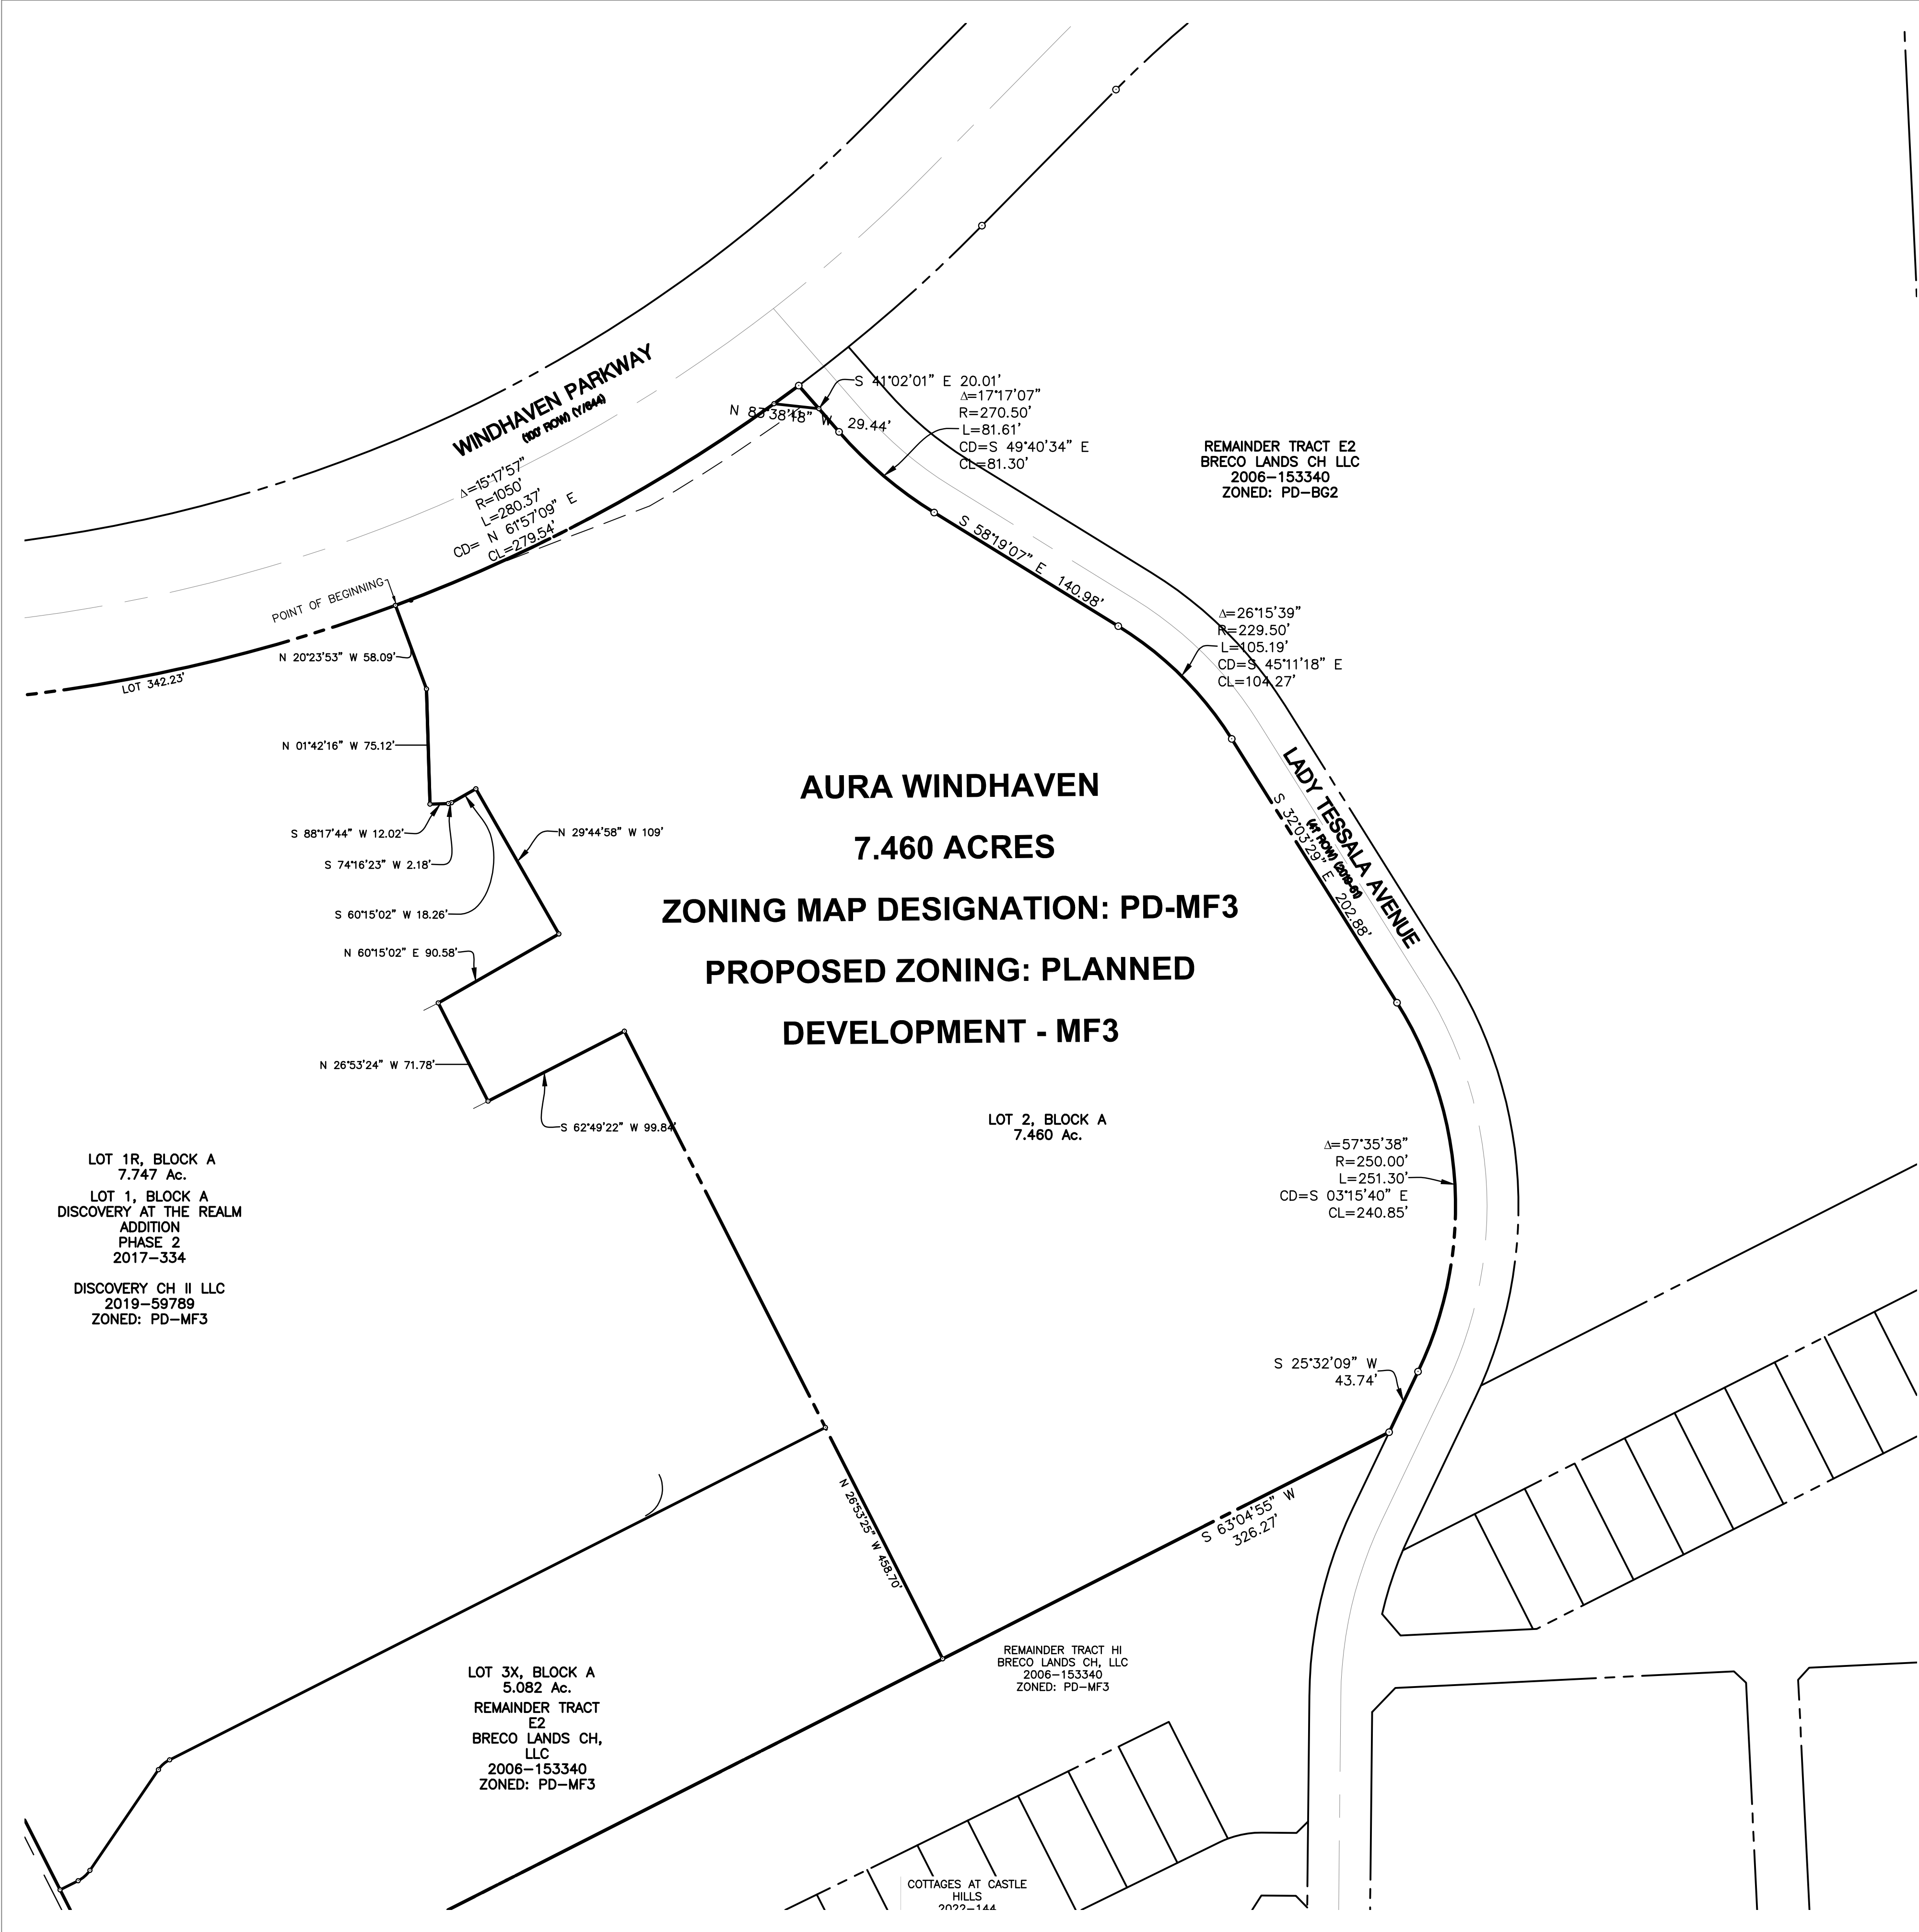 WINDHAVEN PARKWAY
(100' ROW) (Y/644)
Δ=15°17'57"
R=1050'
L=280.37'
CD= N 61°57'09" E
CL=279.54'
POINT OF BEGINNING
LOT 342.23'
N 20°23'53" W 58.09'
N 01°42'16" W 75.12'
S 88°17'44" W 12.02'
S 74°16'23" W 2.18'
S 60°15'02" W 18.26'
N 29°44'58" W 109'
N 60°15'02" E 90.58'
N 26°53'24" W 71.78'
S 62°49'22" W 99.84'
S 41°02'01" E 20.01'
N 83°38'18" W 29.44'
Δ=17°17'07"
R=270.50'
L=81.61'
CD=S 49°40'34" E
CL=81.30'
REMAINDER TRACT E2
BRECO LANDS CH LLC
2006-153340
ZONED: PD-BG2
S 58°19'07" E 140.98'
Δ=26°15'39"
R=229.50'
L=105.19'
CD=S 45°11'18" E
CL=104.27'
LADY TESSALA AVENUE
S 32°03'29" E 202.88'
AURA WINDHAVEN
7.460 ACRES
ZONING MAP DESIGNATION: PD-MF3
PROPOSED ZONING: PLANNED
DEVELOPMENT - MF3
LOT 2, BLOCK A
7.460 Ac.
Δ=57°35'38"
R=250.00'
L=251.30'
CD=S 03°15'40" E
CL=240.85'
S 25°32'09" W
43.74'
S 63°04'55" W
326.27'
N 26°53'25" W 458.70'
LOT 1R, BLOCK A
7.747 Ac.
LOT 1, BLOCK A
DISCOVERY AT THE REALM
ADDITION
PHASE 2
2017-334
DISCOVERY CH II LLC
2019-59789
ZONED: PD-MF3
LOT 3X, BLOCK A
5.082 Ac.
REMAINDER TRACT
E2
BRECO LANDS CH,
LLC
2006-153340
ZONED: PD-MF3
REMAINDER TRACT HI
BRECO LANDS CH, LLC
2006-153340
ZONED: PD-MF3
COTTAGES AT CASTLE
HILLS
2022-144